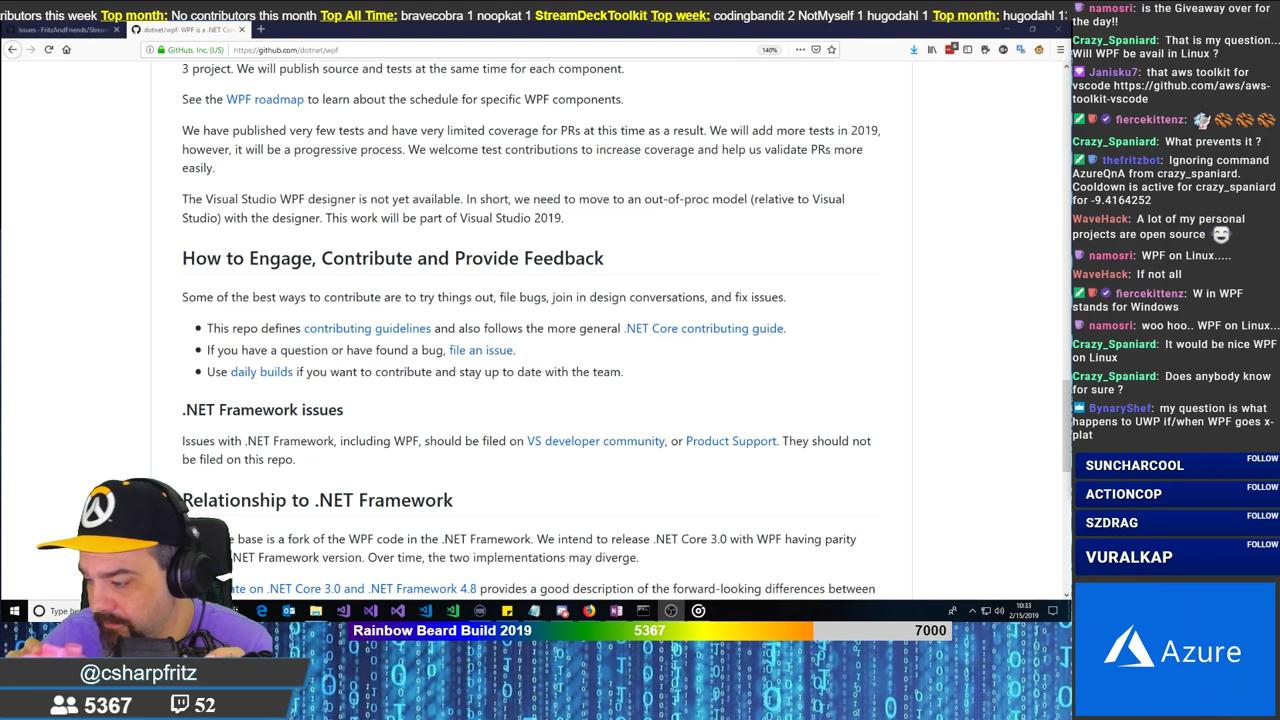 ributors this week Top Month: No contributors this month Top All Time: bravecobra 1 noopkat 1 StreamDeckToolkit Top week: codingbandit 2 NotMyself 1 hugodahl 1 Top month: hugodahl 1;
Issues - FritzAndFriends/Stream
dotnet/wpf: WPF is a .NET Co
GitHub, Inc. (US)
https://github.com/dotnet/wpf
140%
3 project. We will publish source and tests at the same time for each component.
See the WPF roadmap to learn about the schedule for specific WPF components.
We have published very few tests and have very limited coverage for PRs at this time as a result. We will add more tests in 2019,
however, it will be a progressive process. We welcome test contributions to increase coverage and help us validate PRs more
easily.
The Visual Studio WPF designer is not yet available. In short, we need to move to an out-of-proc model (relative to Visual
Studio) with the designer. This work will be part of Visual Studio 2019.
How to Engage, Contribute and Provide Feedback
Some of the best ways to contribute are to try things out, file bugs, join in design conversations, and fix issues.
• This repo defines contributing guidelines and also follows the more general .NET Core contributing guide.
• If you have a question or have found a bug, file an issue.
• Use daily builds if you want to contribute and stay up to date with the team.
.NET Framework issues
Issues with .NET Framework, including WPF, should be filed on VS developer community, or Product Support. They should not
be filed on this repo.
Relationship to .NET Framework
e base is a fork of the WPF code in the .NET Framework. We intend to release .NET Core 3.0 with WPF having parity
.NET Framework version. Over time, the two implementations may diverge.
ate on .NET Core 3.0 and .NET Framework 4.8 provides a good description of the forward-looking differences between
Type
10:33
2/15/2019
Rainbow Beard Build 2019
5367
7000
@csharpfritz
5367
52
namosri: is the Giveaway over for
the day!!
Crazy_Spaniard: That is my question...
Will WPF be avail in Linux ?
Janisku7: that aws toolkit for
vscode https://github.com/aws/aws-
toolkit-vscode
fiercekittenz:
Crazy_Spaniard: What prevents it ?
thefritzbot: Ignoring command
AzureQnA from crazy_spaniard.
Cooldown is active for crazy_spaniard
for -9.4164252
WaveHack: A lot of my personal
projects are open source
namosri: WPF on Linux.....
WaveHack: If not all
fiercekittenz: W in WPF
stands for Windows
namosri: woo hoo.. WPF on Linux...
Crazy_Spaniard: It would be nice WPF
on Linux
Crazy_Spaniard: Does anybody know
for sure ?
BynaryShef: my question is what
happens to UWP if/when WPF goes x-
plat
SUNCHARCOOL
FOLLOW
ACTIONCOP
FOLLOW
SZDRAG
FOLLOW
VURALKAP
FOLLOW
Azure